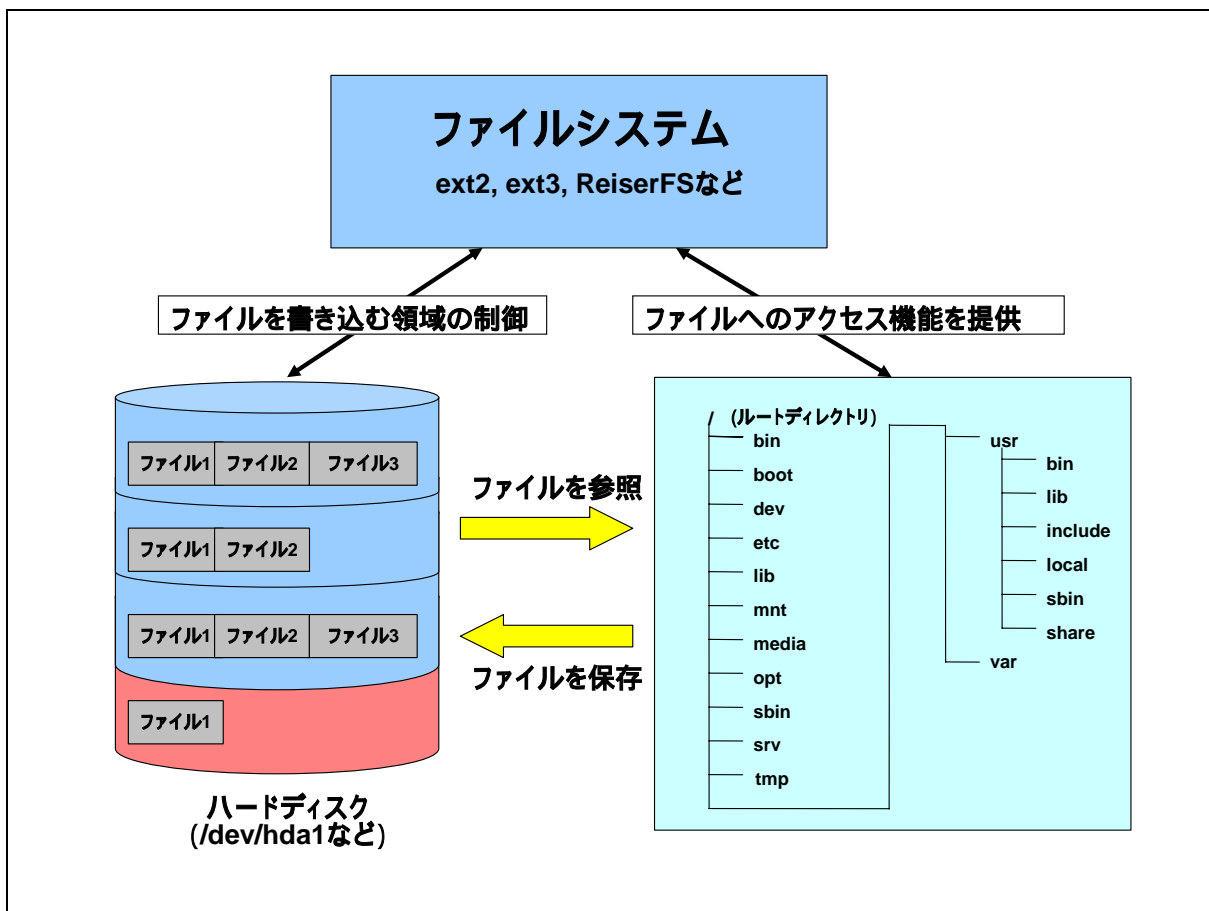 ファイルシステム
ext2, ext3, ReiserFSなど
ファイルを書き込む領域の制御
ファイルへのアクセス機能を提供
ファイル1 ファイル2 ファイル3
ファイル1 ファイル2
ファイル1 ファイル2 ファイル3
ファイル1
ハードディスク
(/dev/hda1など)
ファイルを参照
ファイルを保存
/ (ルートディレクトリ)
bin
boot
dev
etc
lib
mnt
media
opt
sbin
srv
tmp
usr
bin
lib
include
local
sbin
share
var